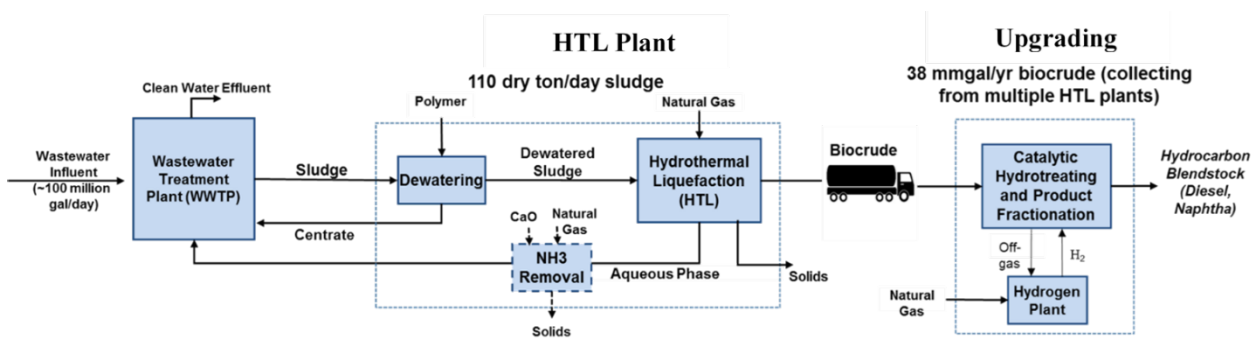 HTL Plant
110 dry ton/day sludge
Upgrading
38 mmgal/yr biocrude (collecting
from multiple HTL plants)
Clean Water Effluent
Wastewater
Influent
(~100 million
gal/day)
Wastewater
Treatment
Plant (WWTP)
Sludge
Centrate
Polymer
Dewatering
Dewatered
Sludge
Natural Gas
Hydrothermal
Liquefaction
(HTL)
CaO
Natural
Gas
NH3
Removal
Aqueous Phase
Solids
Solids
Biocrude
Catalytic
Hydrotreating
and Product
Fractionation
Hydrocarbon
Blendstock
(Diesel,
Naphtha)
Off-
gas
H₂
Natural
Gas
Hydrogen
Plant